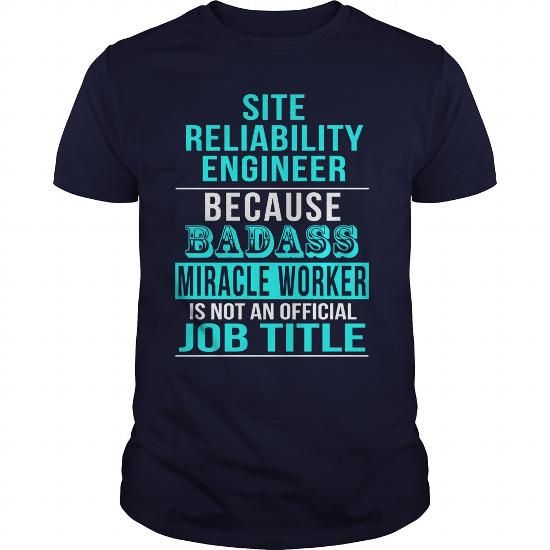 SITE
RELIABILITY
ENGINEER
BECAUSE
BADASS
MIRACLE WORKER
IS NOT AN OFFICIAL
JOB TITLE